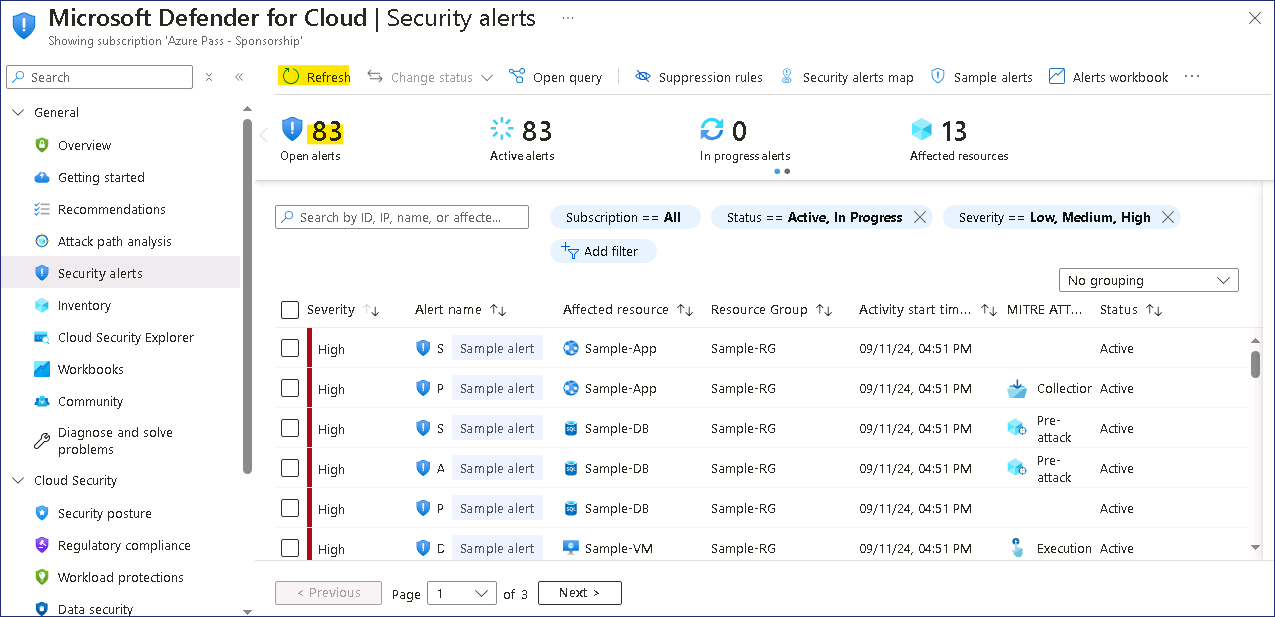 Microsoft Defender for Cloud | Security alerts ...
Showing subscription 'Azure Pass - Sponsorship'
Search
Refresh Change status Open query Suppression rules Security alerts map Sample alerts Alerts workbook ...
General
Overview
Getting started
Recommendations
Attack path analysis
Security alerts
Inventory
Cloud Security Explorer
Workbooks
Community
Diagnose and solve
problems
Cloud Security
Security posture
Regulatory compliance
Workload protections
Data security
83 83 0 13
Open alerts Active alerts In progress alerts Affected resources
Search by ID, IP, name, or affecte... Subscription == All Status == Active, In Progress Severity == Low, Medium, High
Add filter
No grouping
Severity Alert name Affected resource Resource Group Activity start tim... MITRE ATT... Status
High S Sample alert Sample-App Sample-RG 09/11/24, 04:51 PM Active
High P Sample alert Sample-App Sample-RG 09/11/24, 04:51 PM Collection Active
High S Sample alert Sample-DB Sample-RG 09/11/24, 04:51 PM Pre-
attack Active
High A Sample alert Sample-DB Sample-RG 09/11/24, 04:51 PM Pre-
attack Active
High P Sample alert Sample-DB Sample-RG 09/11/24, 04:51 PM Active
High D Sample alert Sample-VM Sample-RG 09/11/24, 04:51 PM Execution Active
< Previous Page 1 of 3 Next >